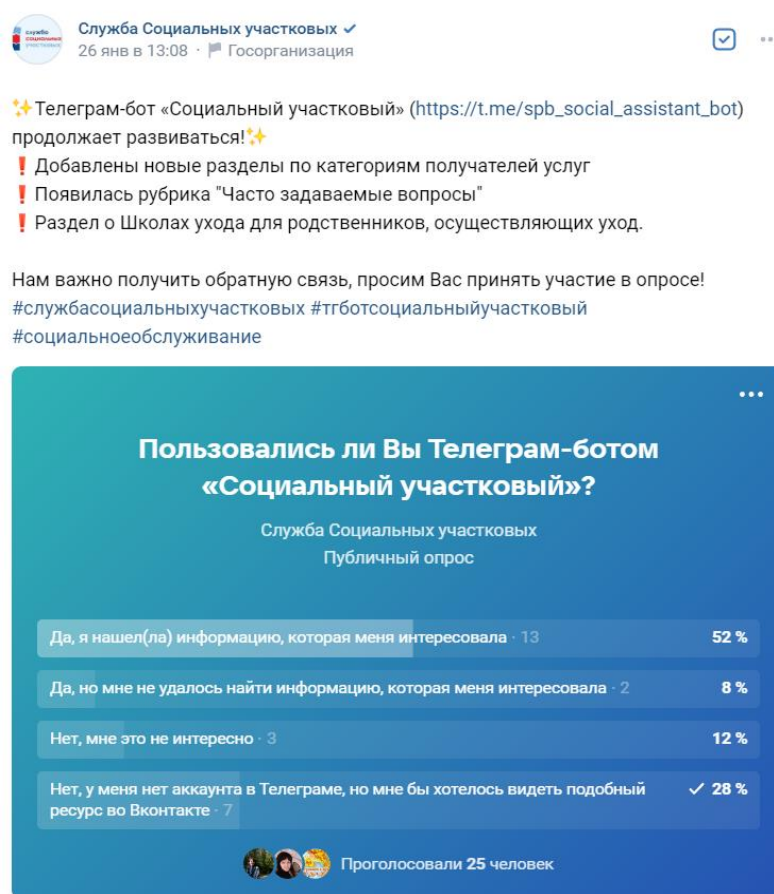 Служба Социальных участковых
26 янв в 13:08 · Госорганизация
✨Телеграм-бот «Социальный участковый» (https://t.me/spb_social_assistant_bot)
продолжает развиваться!✨
❗Добавлены новые разделы по категориям получателей услуг
❗Появилась рубрика "Часто задаваемые вопросы"
❗Раздел о Школах ухода для родственников, осуществляющих уход.
Нам важно получить обратную связь, просим Вас принять участие в опросе!
#службасоциальныхучастковых #тгботсоциальныйучастковый
#социальноеобслуживание
Пользовались ли Вы Телеграм-ботом
«Социальный участковый»?
Служба Социальных участковых
Публичный опрос
Да, я нашел(ла) информацию, которая меня интересовала · 13 52 %
Да, но мне не удалось найти информацию, которая меня интересовала · 2 8 %
Нет, мне это не интересно · 3 12 %
Нет, у меня нет аккаунта в Телеграме, но мне бы хотелось видеть подобный 28 %
ресурс во Вконтакте · 7
Проголосовали 25 человек